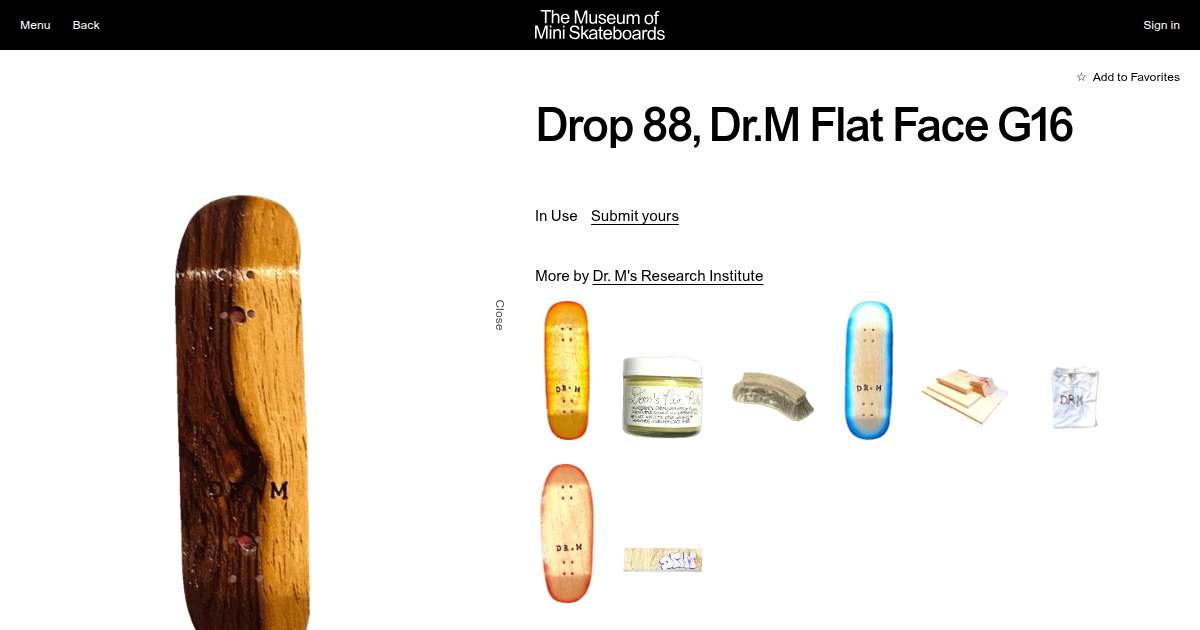 Menu
Back
The Museum of
Mini Skateboards
Sign in
☆ Add to Favorites
Drop 88, Dr.M Flat Face G16
In Use Submit yours
More by Dr. M's Research Institute
Close
DR.M
DR.M
DRM
DR.M
DR M